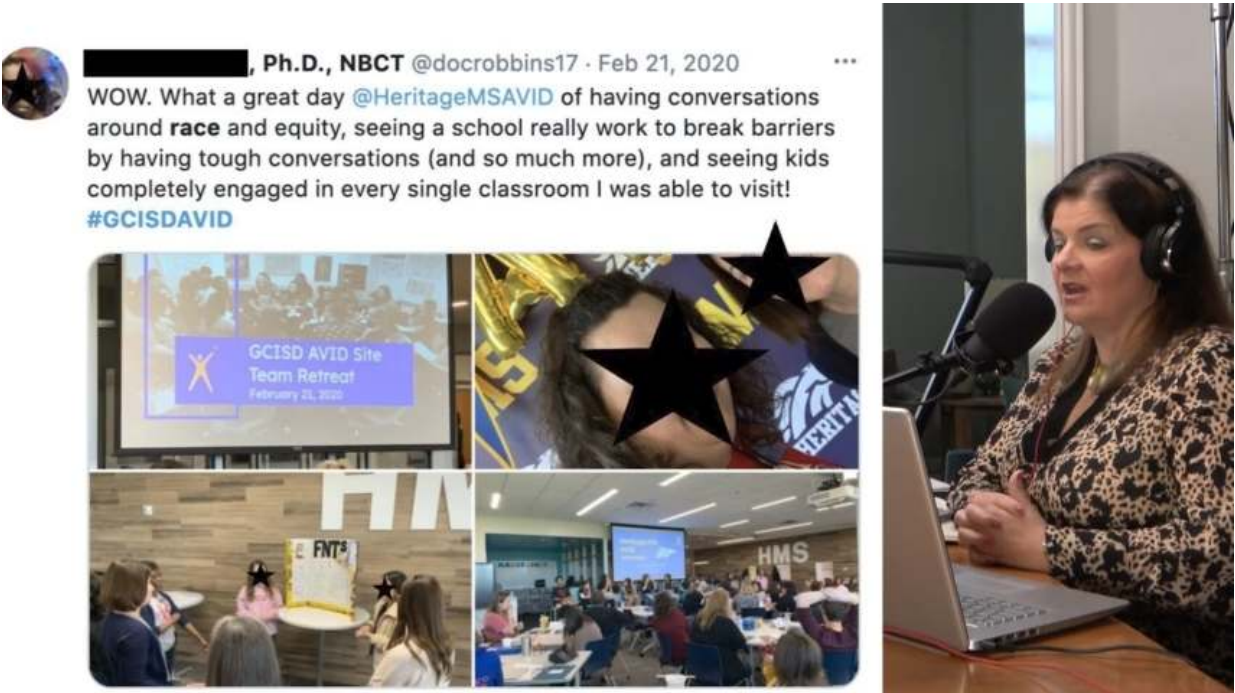 , Ph.D., NBCT @docrobbins17 · Feb 21, 2020 ···
WOW. What a great day @HeritageMSAVID of having conversations
around race and equity, seeing a school really work to break barriers
by having tough conversations (and so much more), and seeing kids
completely engaged in every single classroom I was able to visit!
#GCISDAVID
GCISD AVID Site
Team Retreat
February 21, 2020
HMS
FNTs
HMS